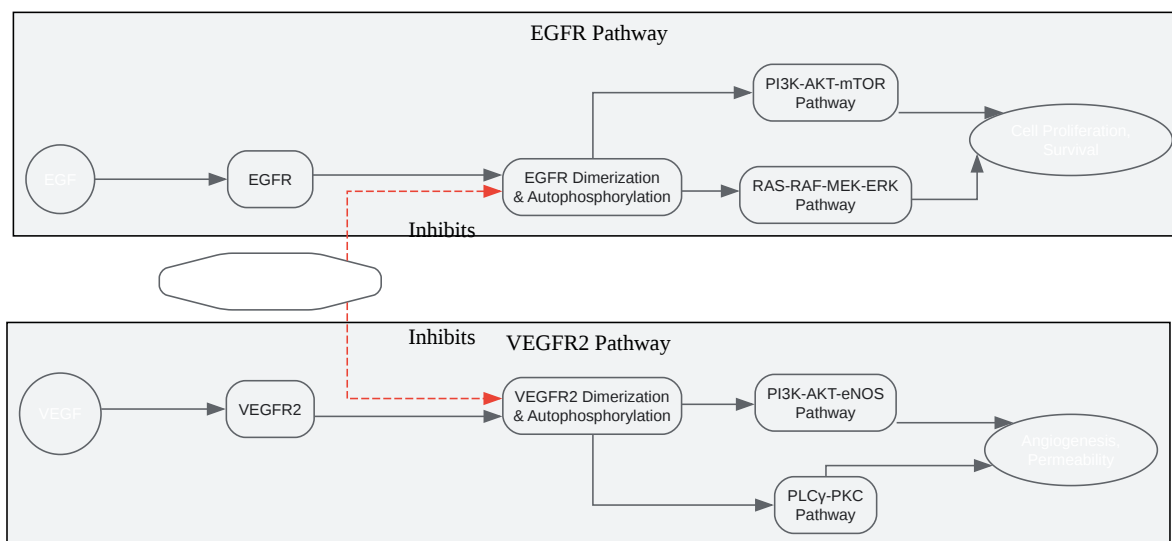 EGFR Pathway
PI3K-AKT-mTOR
Pathway
Cell Proliferation,
Survival
EGF
EGFR
EGFR Dimerization
& Autophosphorylation
RAS-RAF-MEK-ERK
Pathway
Inhibits
Inhibits
VEGFR2 Pathway
VEGF
VEGFR2
VEGFR2 Dimerization
& Autophosphorylation
PI3K-AKT-eNOS
Pathway
Angiogenesis,
Permeability
PLCγ-PKC
Pathway